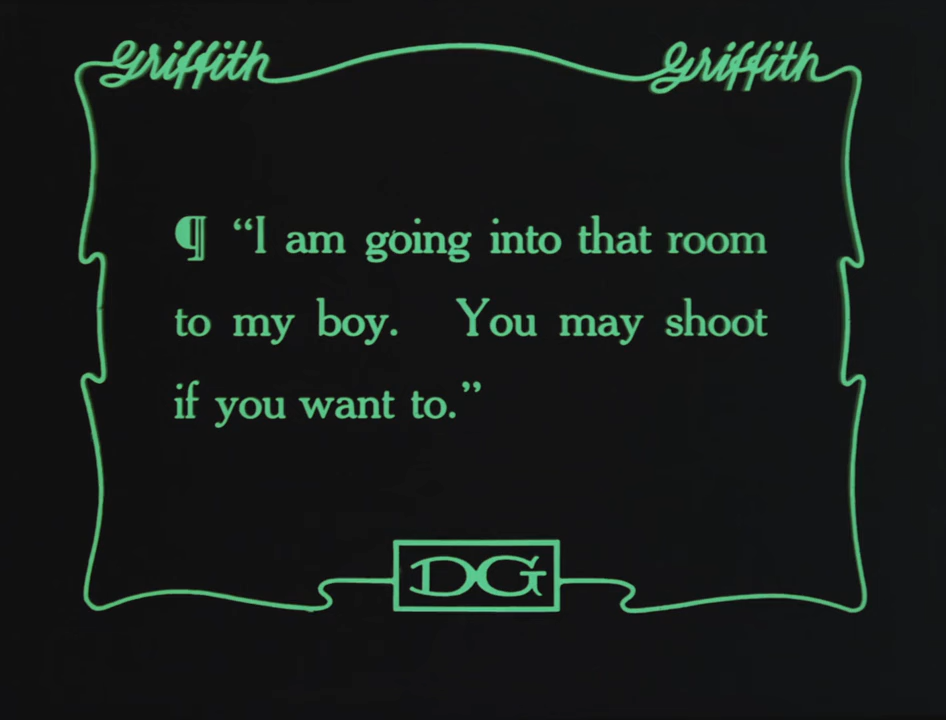 Griffith Griffith
¶ “I am going into that room
to my boy. You may shoot
if you want to.”
DG